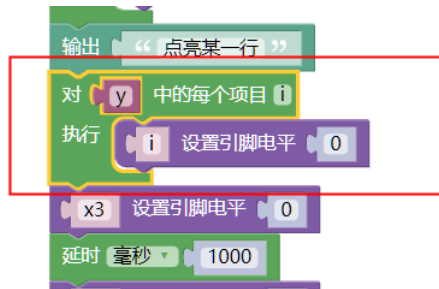 输出 “ 点亮某一行 ”
对 y 中的每个项目 i
执行 i 设置引脚电平 0
x3 设置引脚电平 0
延时 毫秒 1000